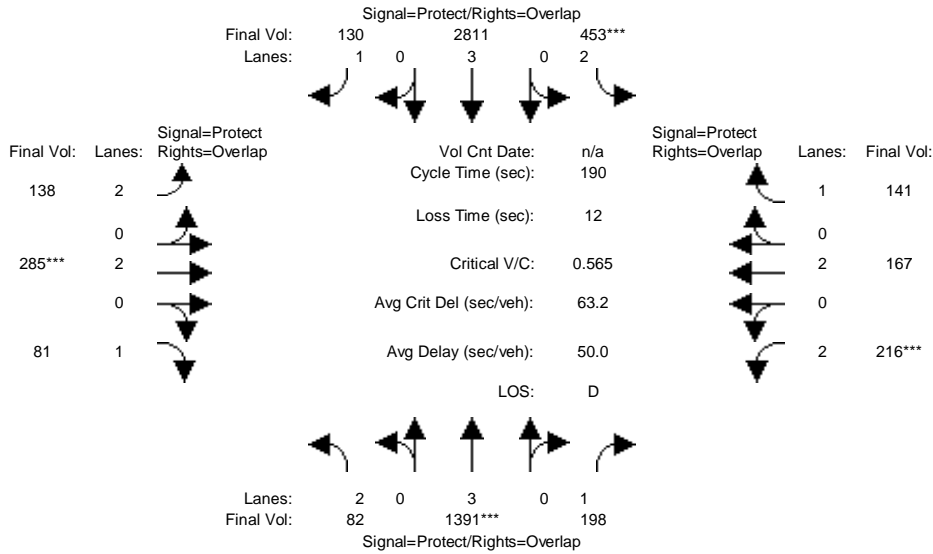 Signal=Protect/Rights=Overlap
Final Vol: 130 2811 453***
Lanes: 1 0 3 0 2
Signal=Protect
Final Vol: Lanes: Rights=Overlap
Vol Cnt Date: n/a
Signal=Protect
Rights=Overlap Lanes: Final Vol:
Cycle Time (sec): 190
138 2
1 141
Loss Time (sec): 12
0
0
285*** 2
Critical V/C: 0.565
2 167
0
Avg Crit Del (sec/veh): 63.2
0
81 1
Avg Delay (sec/veh): 50.0
2 216***
LOS: D
Lanes: 2 0 3 0 1
Final Vol: 82 1391*** 198
Signal=Protect/Rights=Overlap